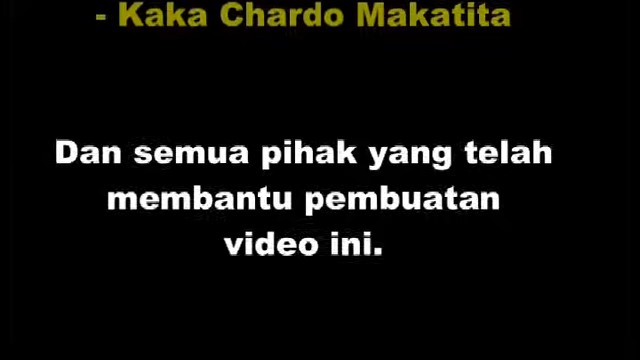 - Kaka Chardo Makatita
Dan semua pihak yang telah
membantu pembuatan
video ini.